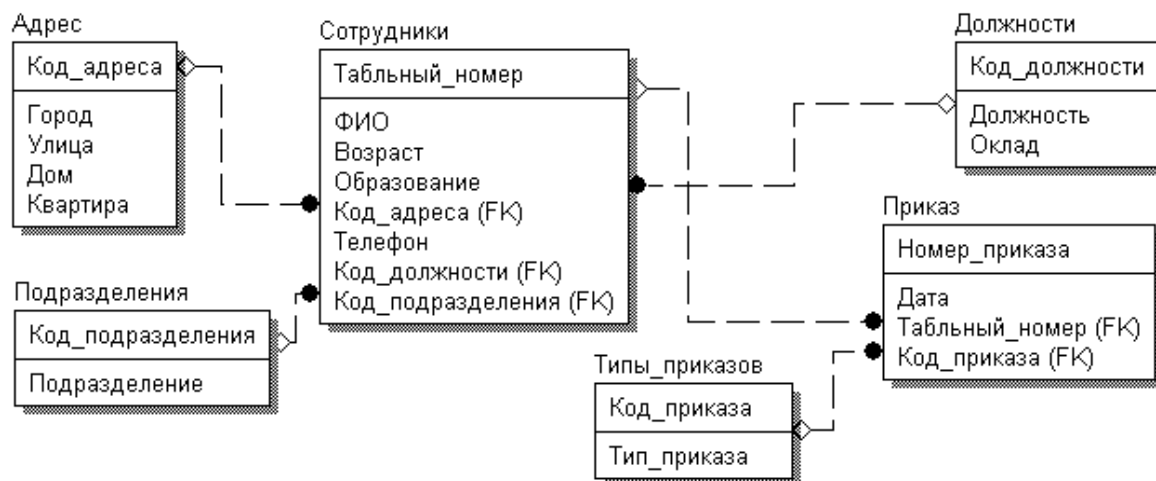 Адрес
Код_адреса
Город
Улица
Дом
Квартира
Подразделения
Код_подразделения
Подразделение
Сотрудники
Табльный_номер
ФИО
Возраст
Образование
Код_адреса (FK)
Телефон
Код_должности (FK)
Код_подразделения (FK)
Типы_приказов
Код_приказа
Тип_приказа
Должности
Код_должности
Должность
Оклад
Приказ
Номер_приказа
Дата
Табльный_номер (FK)
Код_приказа (FK)